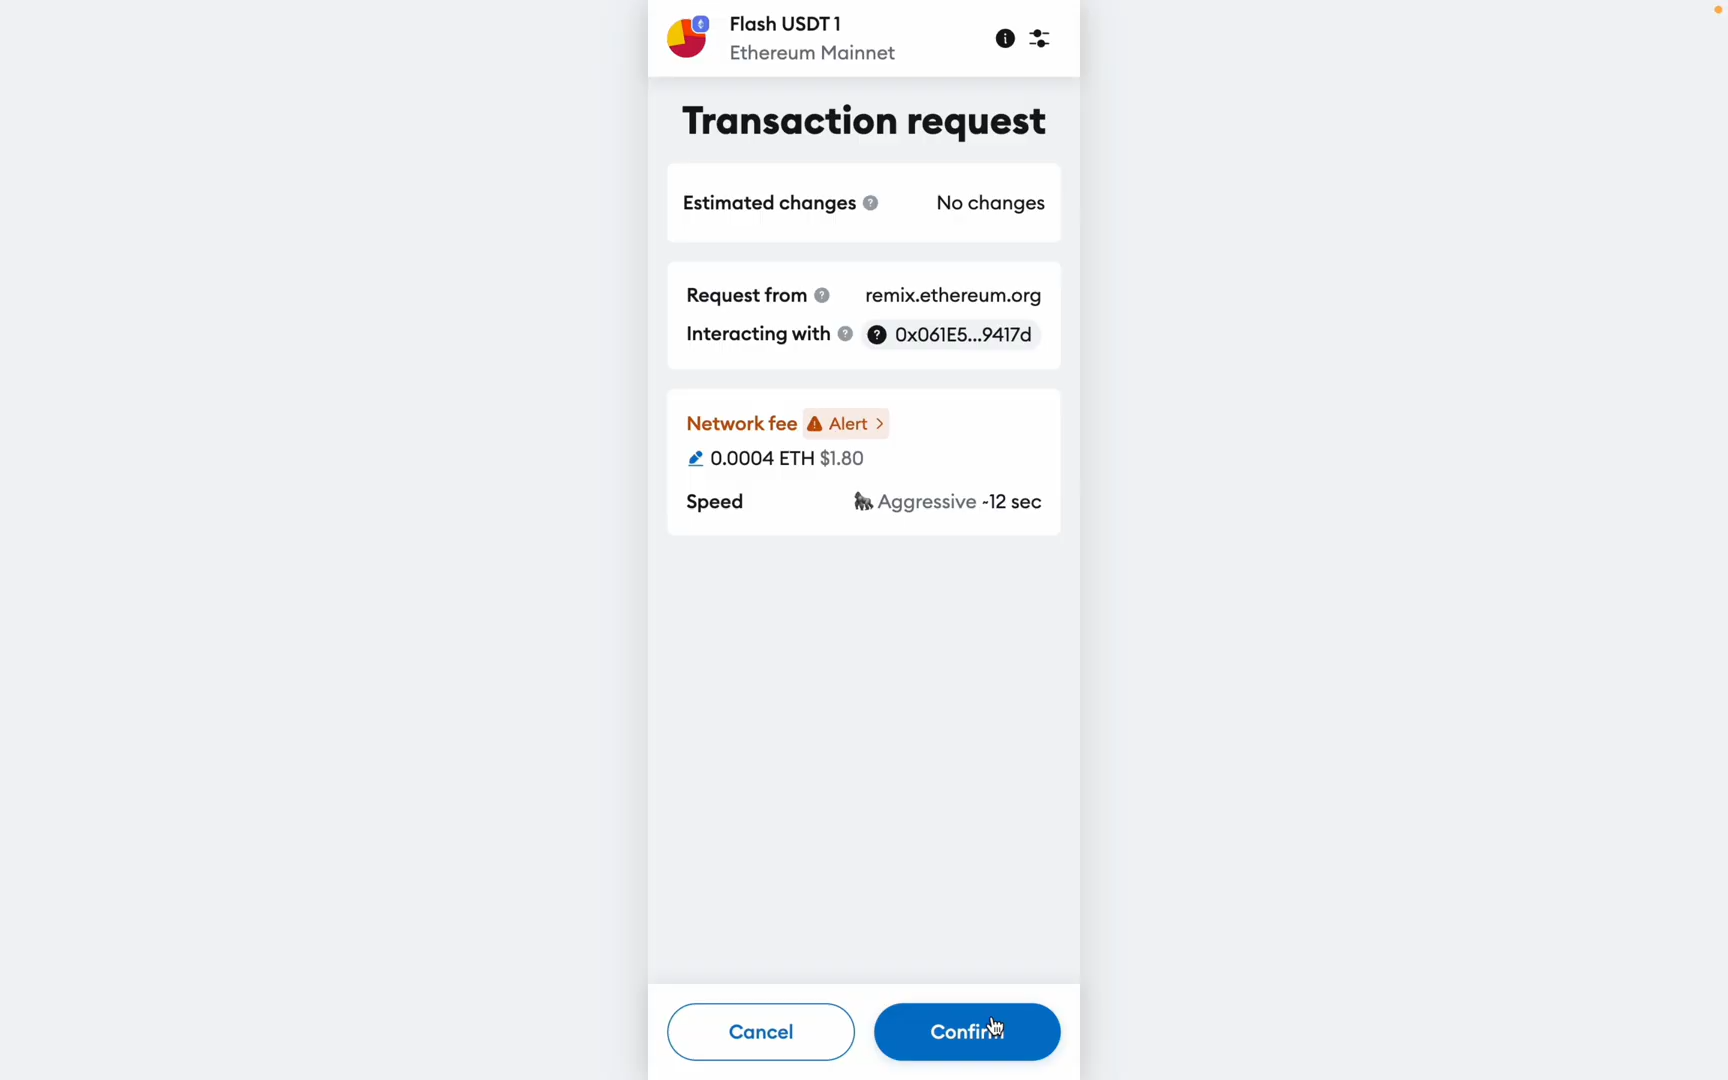 Flash USDT 1
Ethereum Mainnet
Transaction request
Estimated changes No changes
Request from remix.ethereum.org
Interacting with 0x061E5...9417d
Network fee Alert >
0.0004 ETH $1.80
Speed Aggressive ~12 sec
Cancel Confirm